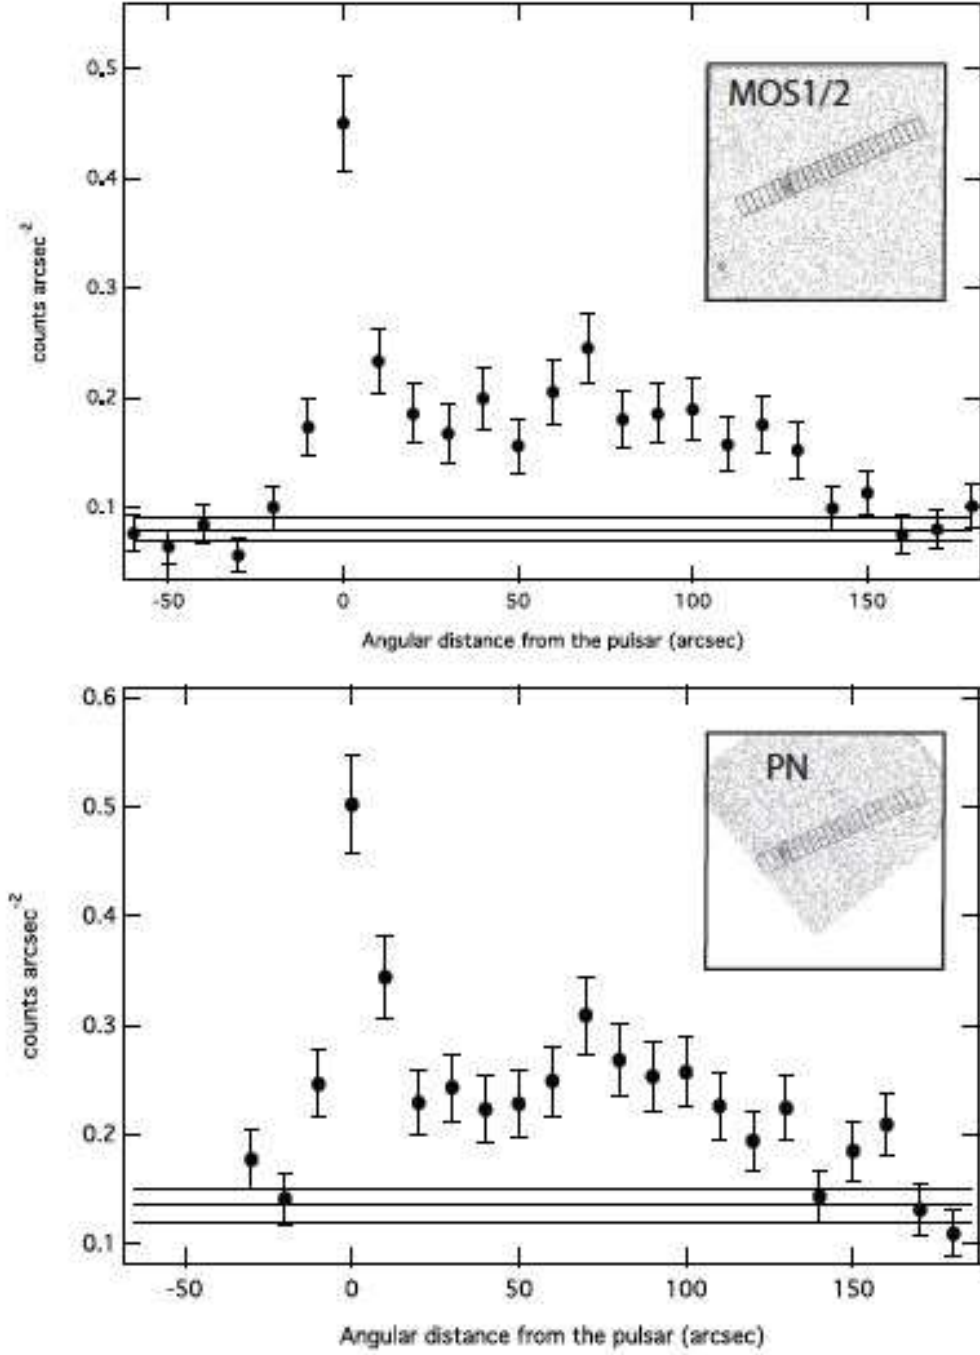 0.5
MOS1/2
0.4
counts arcsec-2
0.3
0.2
0.1
-50 0 50 100 150
Angular distance from the pulsar (arcsec)
0.6
PN
0.5
0.4
counts arcsec-2
0.3
0.2
0.1
-50 0 50 100 150
Angular distance from the pulsar (arcsec)